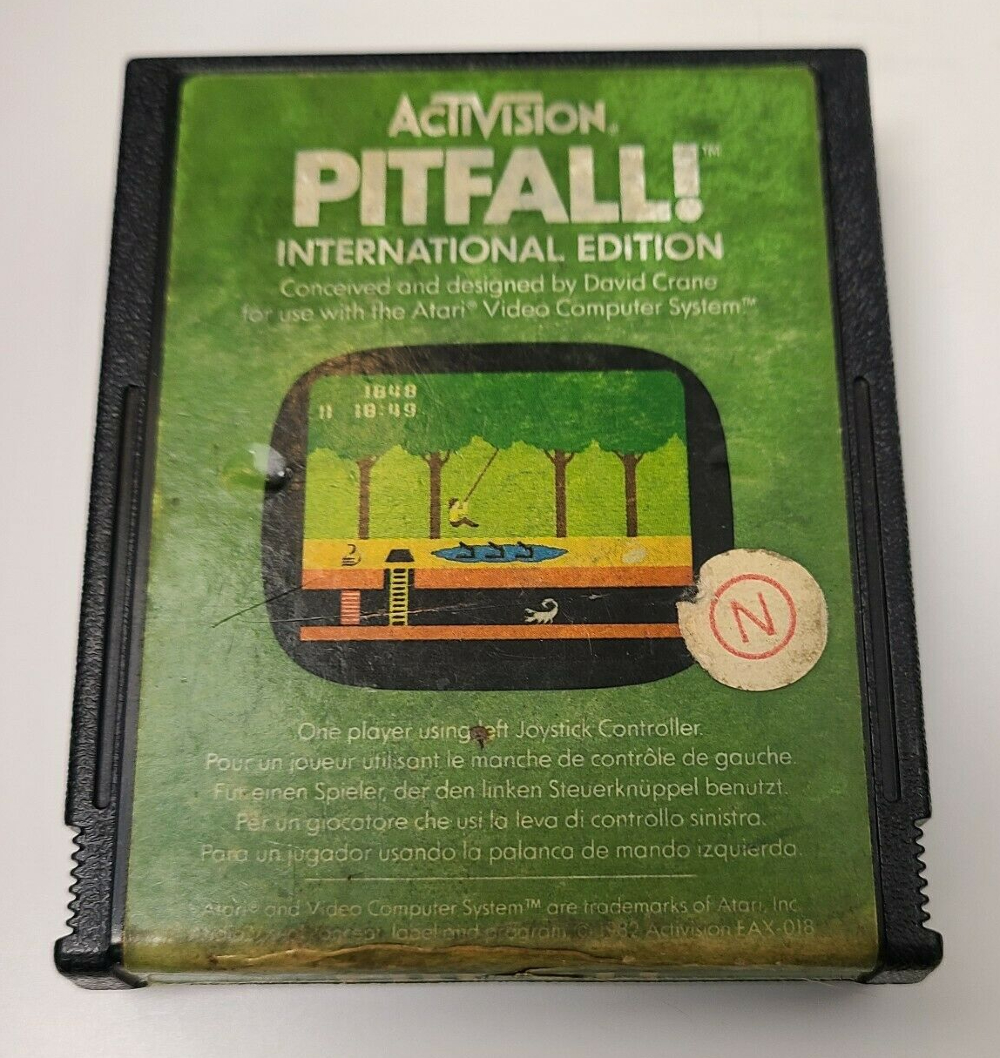 ACTIVISION®
PITFALL!™
INTERNATIONAL EDITION
Conceived and designed by David Crane
for use with the Atari® Video Computer System™
1848
18:49
N
One player using left Joystick Controller.
Pour un joueur utilisant le manche de contrôle de gauche.
Für einen Spieler, der den linken Steuerknüppel benutzt.
Per un giocatore che usi la leva di controllo sinistra.
Para un jugador usando la palanca de mando izquierda.
Atari® and Video Computer System™ are trademarks of Atari, Inc.
concept, label and program © 1982 Activision EAX-018